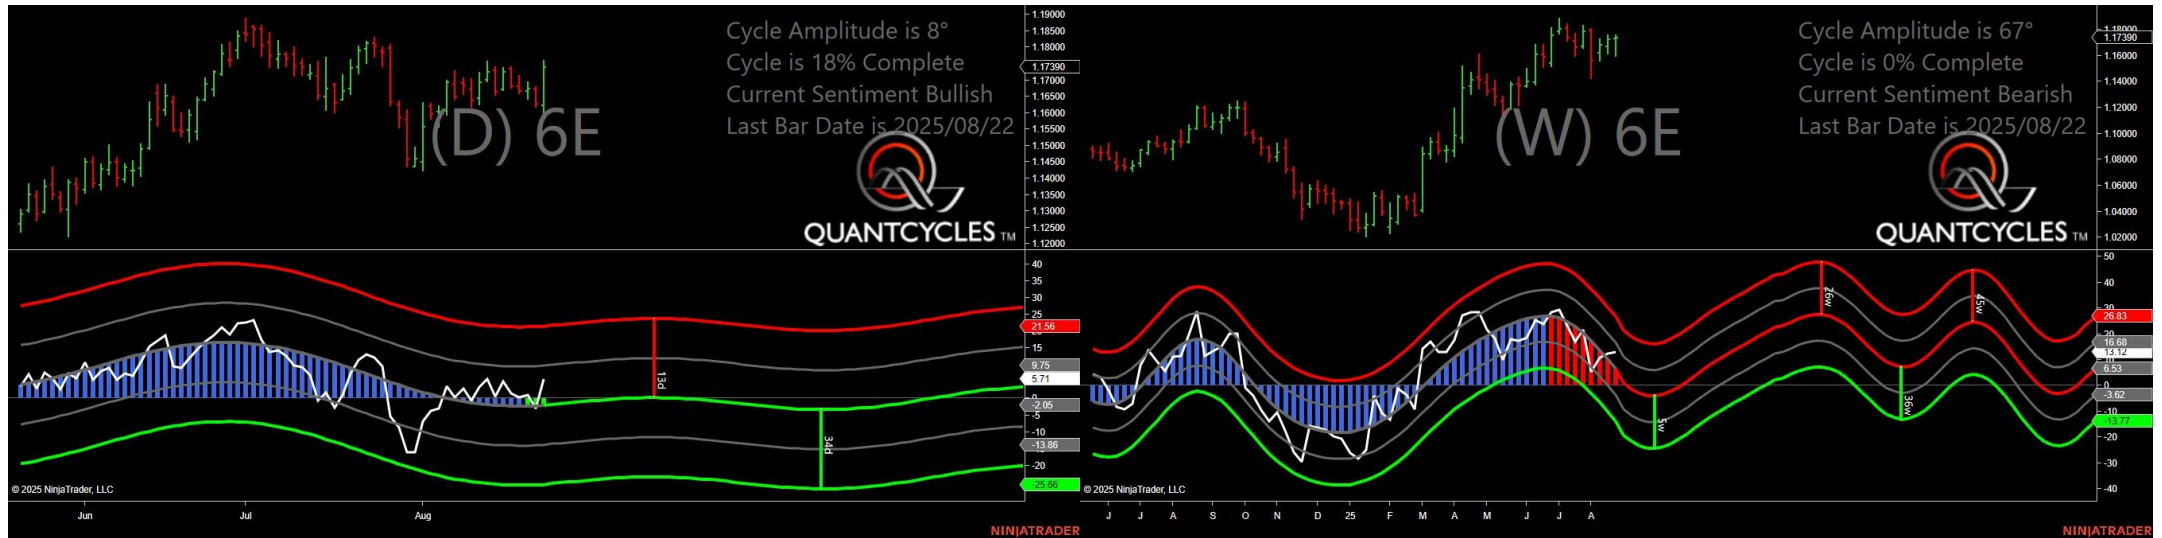 Cycle Amplitude is 8°
Cycle is 18% Complete
Current Sentiment Bullish
Last Bar Date is 2025/08/22
(D) 6E
QUANTCYCLES TM
1.19000
1.18500
1.18000
1.17390
1.17000
1.16500
1.16000
1.15500
1.15000
1.14500
1.14000
1.13500
1.13000
1.12500
1.12000
40
35
30
25
21.56
15
9.75
5.71
0
-2.05
-5
-10
-13.86
-20
-25.66
13d
34d
© 2025 NinjaTrader, LLC
Jun
Jul
Aug
NINJATRADER
Cycle Amplitude is 67°
Cycle is 0% Complete
Current Sentiment Bearish
Last Bar Date is 2025/08/22
(W) 6E
QUANTCYCLES TM
1.18000
1.17390
1.16000
1.14000
1.12000
1.10000
1.08000
1.06000
1.04000
1.02000
50
40
30
26.83
20
16.68
13.12
6.53
0
-3.62
-10
-13.77
-20
-30
-40
5w
26w
36w
45w
© 2025 NinjaTrader, LLC
J J A S O N D 25 F M A M J J A
NINJATRADER